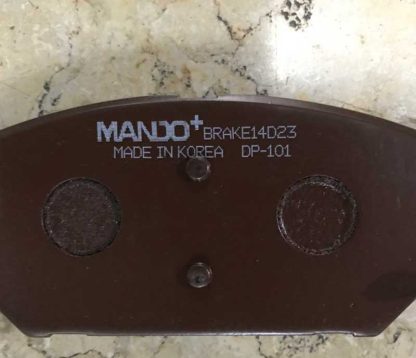 MANDO+ BRAKE14D23
MADE IN KOREA DP-101